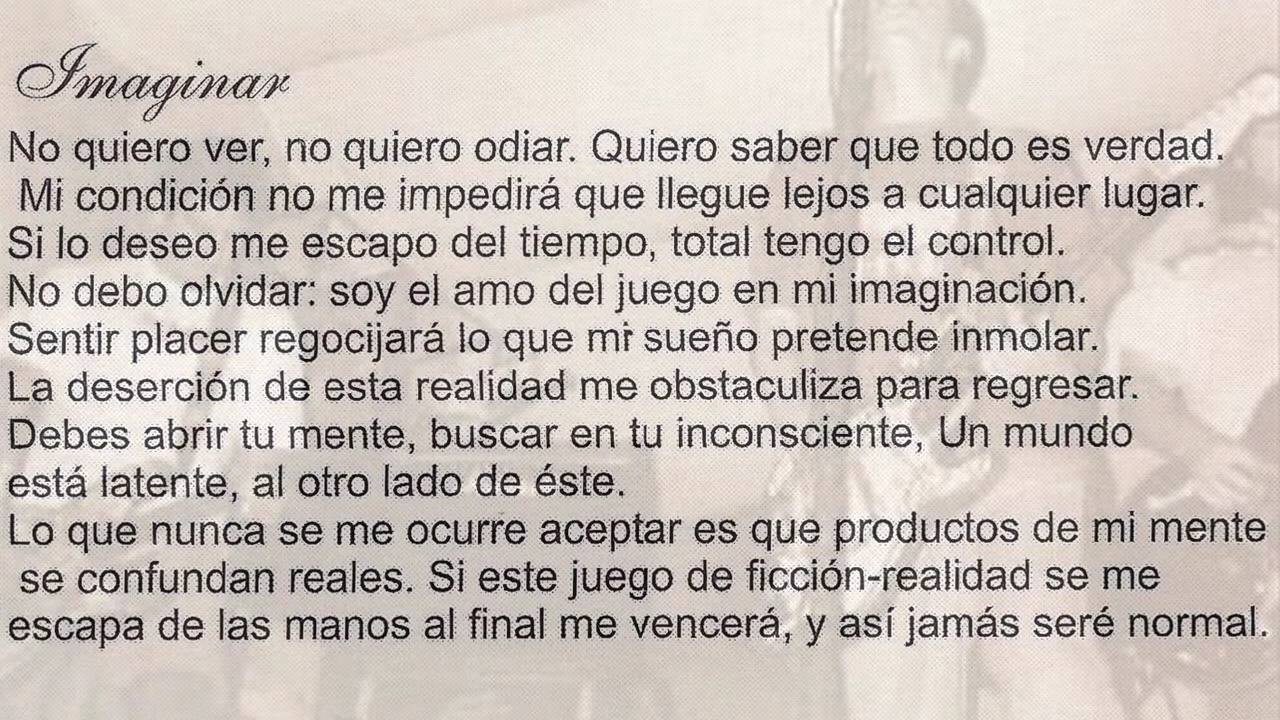 Imaginar
No quiero ver, no quiero odiar. Quiero saber que todo es verdad.
Mi condición no me impedirá que llegue lejos a cualquier lugar.
Si lo deseo me escapo del tiempo, total tengo el control.
No debo olvidar: soy el amo del juego en mi imaginación.
Sentir placer regocijará lo que mi sueño pretende inmolar.
La deserción de esta realidad me obstaculiza para regresar.
Debes abrir tu mente, buscar en tu inconsciente, Un mundo
está latente, al otro lado de éste.
Lo que nunca se me ocurre aceptar es que productos de mi mente
se confundan reales. Si este juego de ficción-realidad se me
escapa de las manos al final me vencerá, y así jamás seré normal.